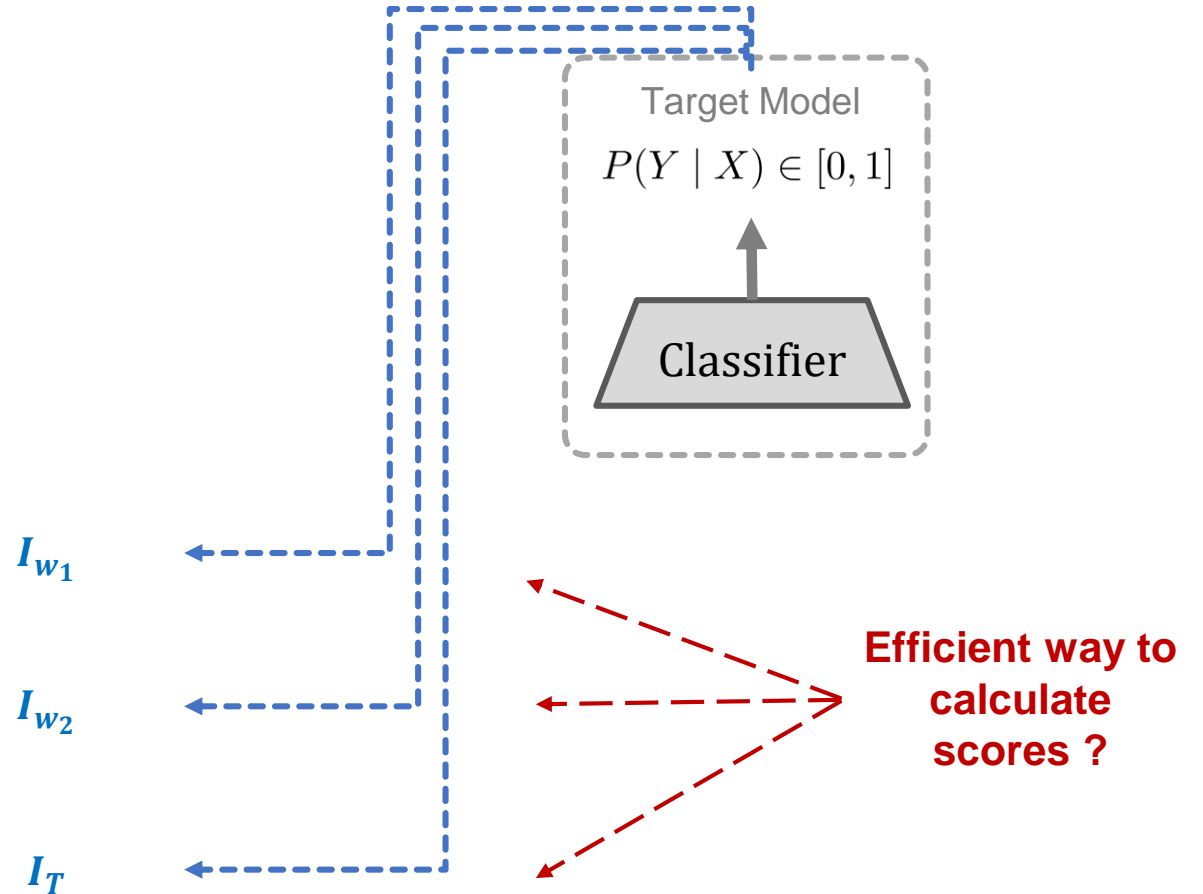 Target Model
P(Y | X) ∈ [0, 1]
Classifier
I_{w_1}
Efficient way to
calculate
scores ?
I_{w_2}
I_T